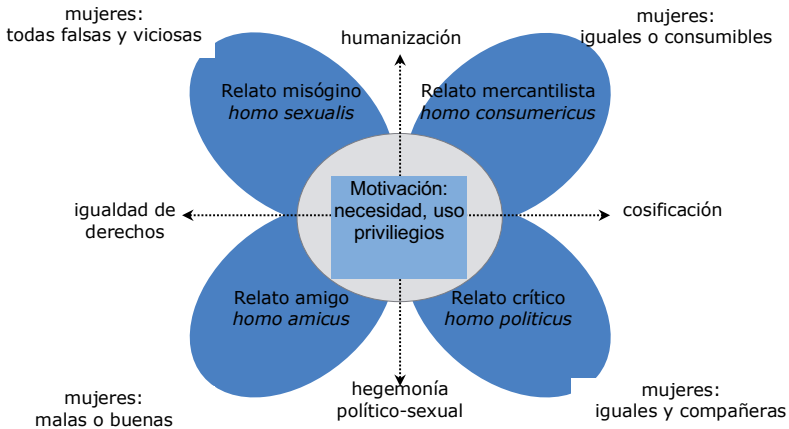 mujeres:
todas falsas y viciosas
humanización
mujeres:
iguales o consumibles
Relato misógino
homo sexualis
Relato mercantilista
homo consumericus
Motivación:
necesidad, uso
priviliegios
igualdad de
derechos
cosificación
Relato amigo
homo amicus
Relato crítico
homo politicus
mujeres:
malas o buenas
hegemonía
político-sexual
mujeres:
iguales y compañeras